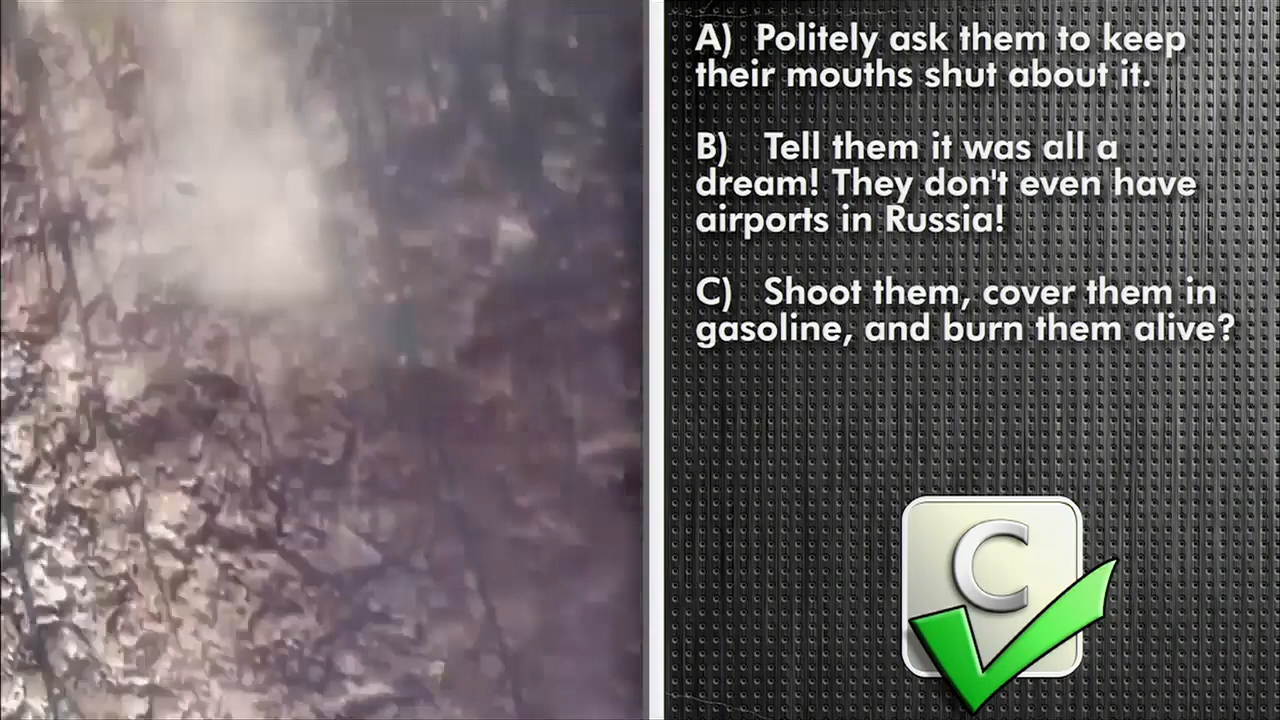 A) Politely ask them to keep
their mouths shut about it.
B) Tell them it was all a
dream! They don't even have
airports in Russia!
C) Shoot them, cover them in
gasoline, and burn them alive?
C